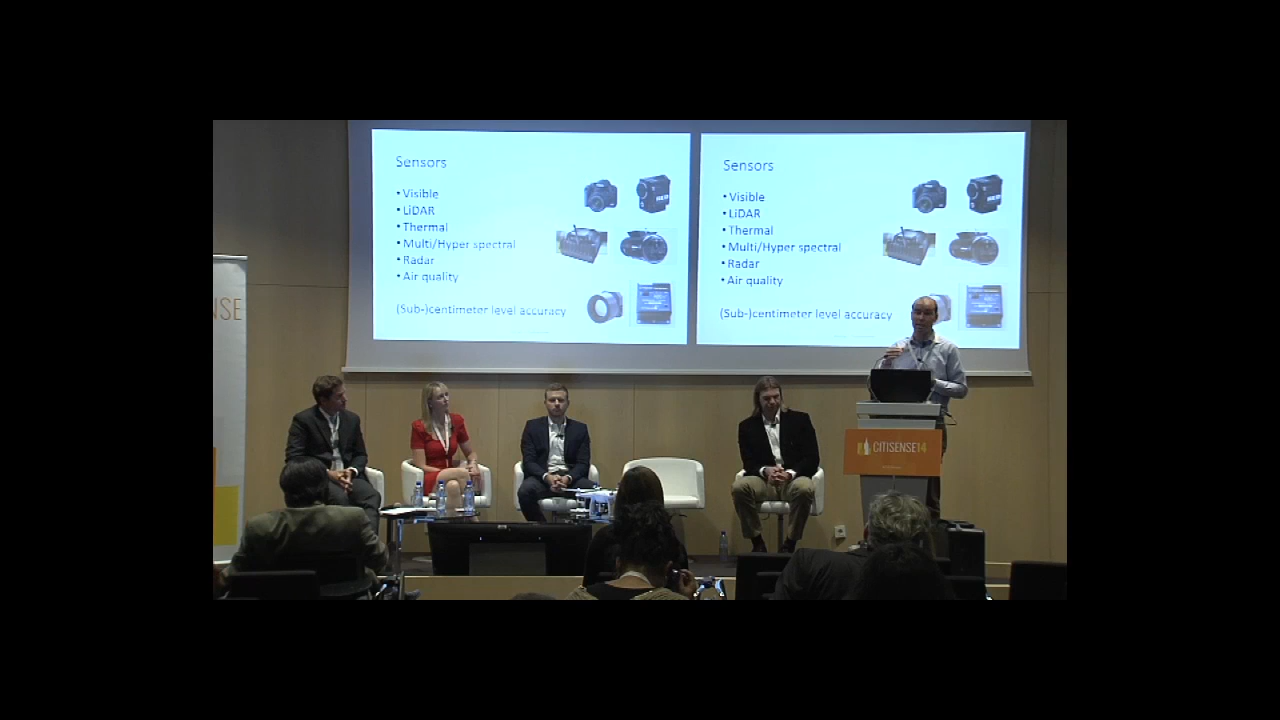 Sensors
• Visible
• LiDAR
• Thermal
• Multi/Hyper spectral
• Radar
• Air quality
(Sub-)centimeter level accuracy
Sensors
• Visible
• LiDAR
• Thermal
• Multi/Hyper spectral
• Radar
• Air quality
(Sub-)centimeter level accuracy
NSE
CITISENSE14